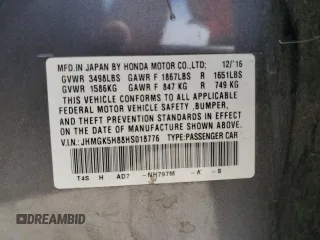 MFD. IN JAPAN BY HONDA MOTOR CO.,LTD; 12/'16
GVWR 3498LBS GAWR F 1867LBS R 1651LBS
GVWR 1586KG GAWR F 847 KG R 749 KG
THIS VEHICLE CONFORMS TO ALL APPLICABLE
FEDERAL MOTOR VEHICLE SAFETY ,BUMPER,
AND THEFT PREVENTION STANDARDS IN EFFECT
ON THE DATE OF MANUFACTURE SHOWN ABOVE.
V.I.N.:JHMGK5H88HS018776 TYPE:PASSENGER CAR
T4S H AD7 -NH797M -A -S
DREAMBID